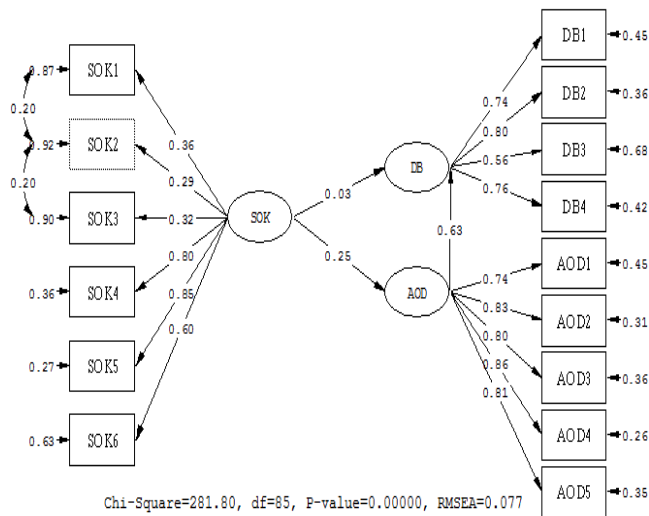 DB1
0.45
0.87
SOK1
0.20
0.74
DB2
0.36
0.36
0.80
0.92
SOK2
DB
0.56
DB3
0.68
0.29
0.76
0.20
0.03
DB4
0.42
0.90
SOK3
0.32
SOK
0.63
0.80
0.25
AOD1
0.45
0.74
0.36
SOK4
0.85
AOD
0.83
AOD2
0.31
0.60
0.80
0.27
SOK5
0.86
AOD3
0.36
0.81
0.63
SOK6
AOD4
0.26
AOD5
0.35
Chi-Square=281.80, df=85, P-value=0.00000, RMSEA=0.077